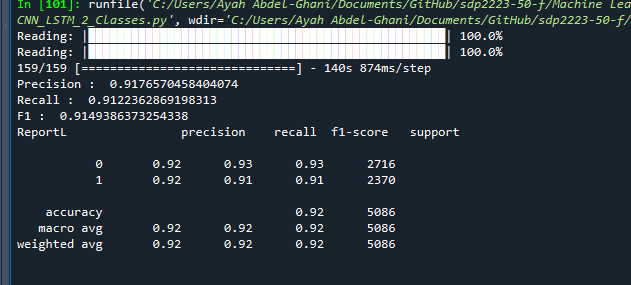 In [101]: runfile('C:/Users/Ayah Abdel-Ghani/Documents/GitHub/sdp2223-50-f/Machine Lea
CNN_LSTM_2_Classes.py', wdir='C:/Users/Ayah Abdel-Ghani/Documents/GitHub/sdp2223-50-f/
Reading: | | 100.0%
| | 100.0%
159/159 [==============================] - 140s 874ms/step
Precision :  0.9176570458404074
Recall :  0.9122362869198313
F1 :  0.9149386373254338
ReportL               precision    recall  f1-score   support
0       0.92      0.93      0.93      2716
1       0.92      0.91      0.91      2370
accuracy                           0.92      5086
macro avg       0.92      0.92      0.92      5086
weighted avg       0.92      0.92      0.92      5086